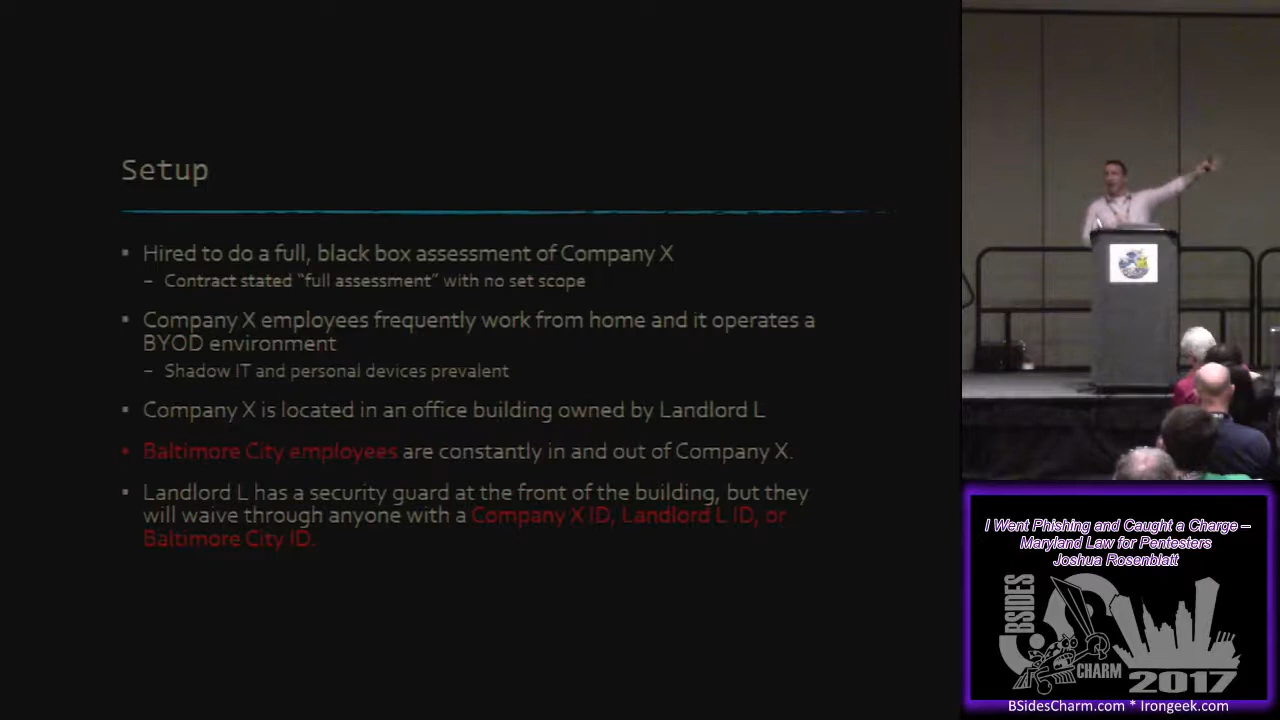 Setup
▪ Hired to do a full, black box assessment of Company X
– Contract stated “full assessment” with no set scope
▪ Company X employees frequently work from home and it operates a
BYOD environment
– Shadow IT and personal devices prevalent
▪ Company X is located in an office building owned by Landlord L
▪ Baltimore City employees are constantly in and out of Company X.
▪ Landlord L has a security guard at the front of the building, but they
will waive through anyone with a Company X ID, Landlord L ID, or
Baltimore City ID.
I Went Phishing and Caught a Charge –
Maryland Law for Pentesters
Joshua Rosenblatt
BSIDES
CHARM
2017
BSidesCharm.com * Irongeek.com